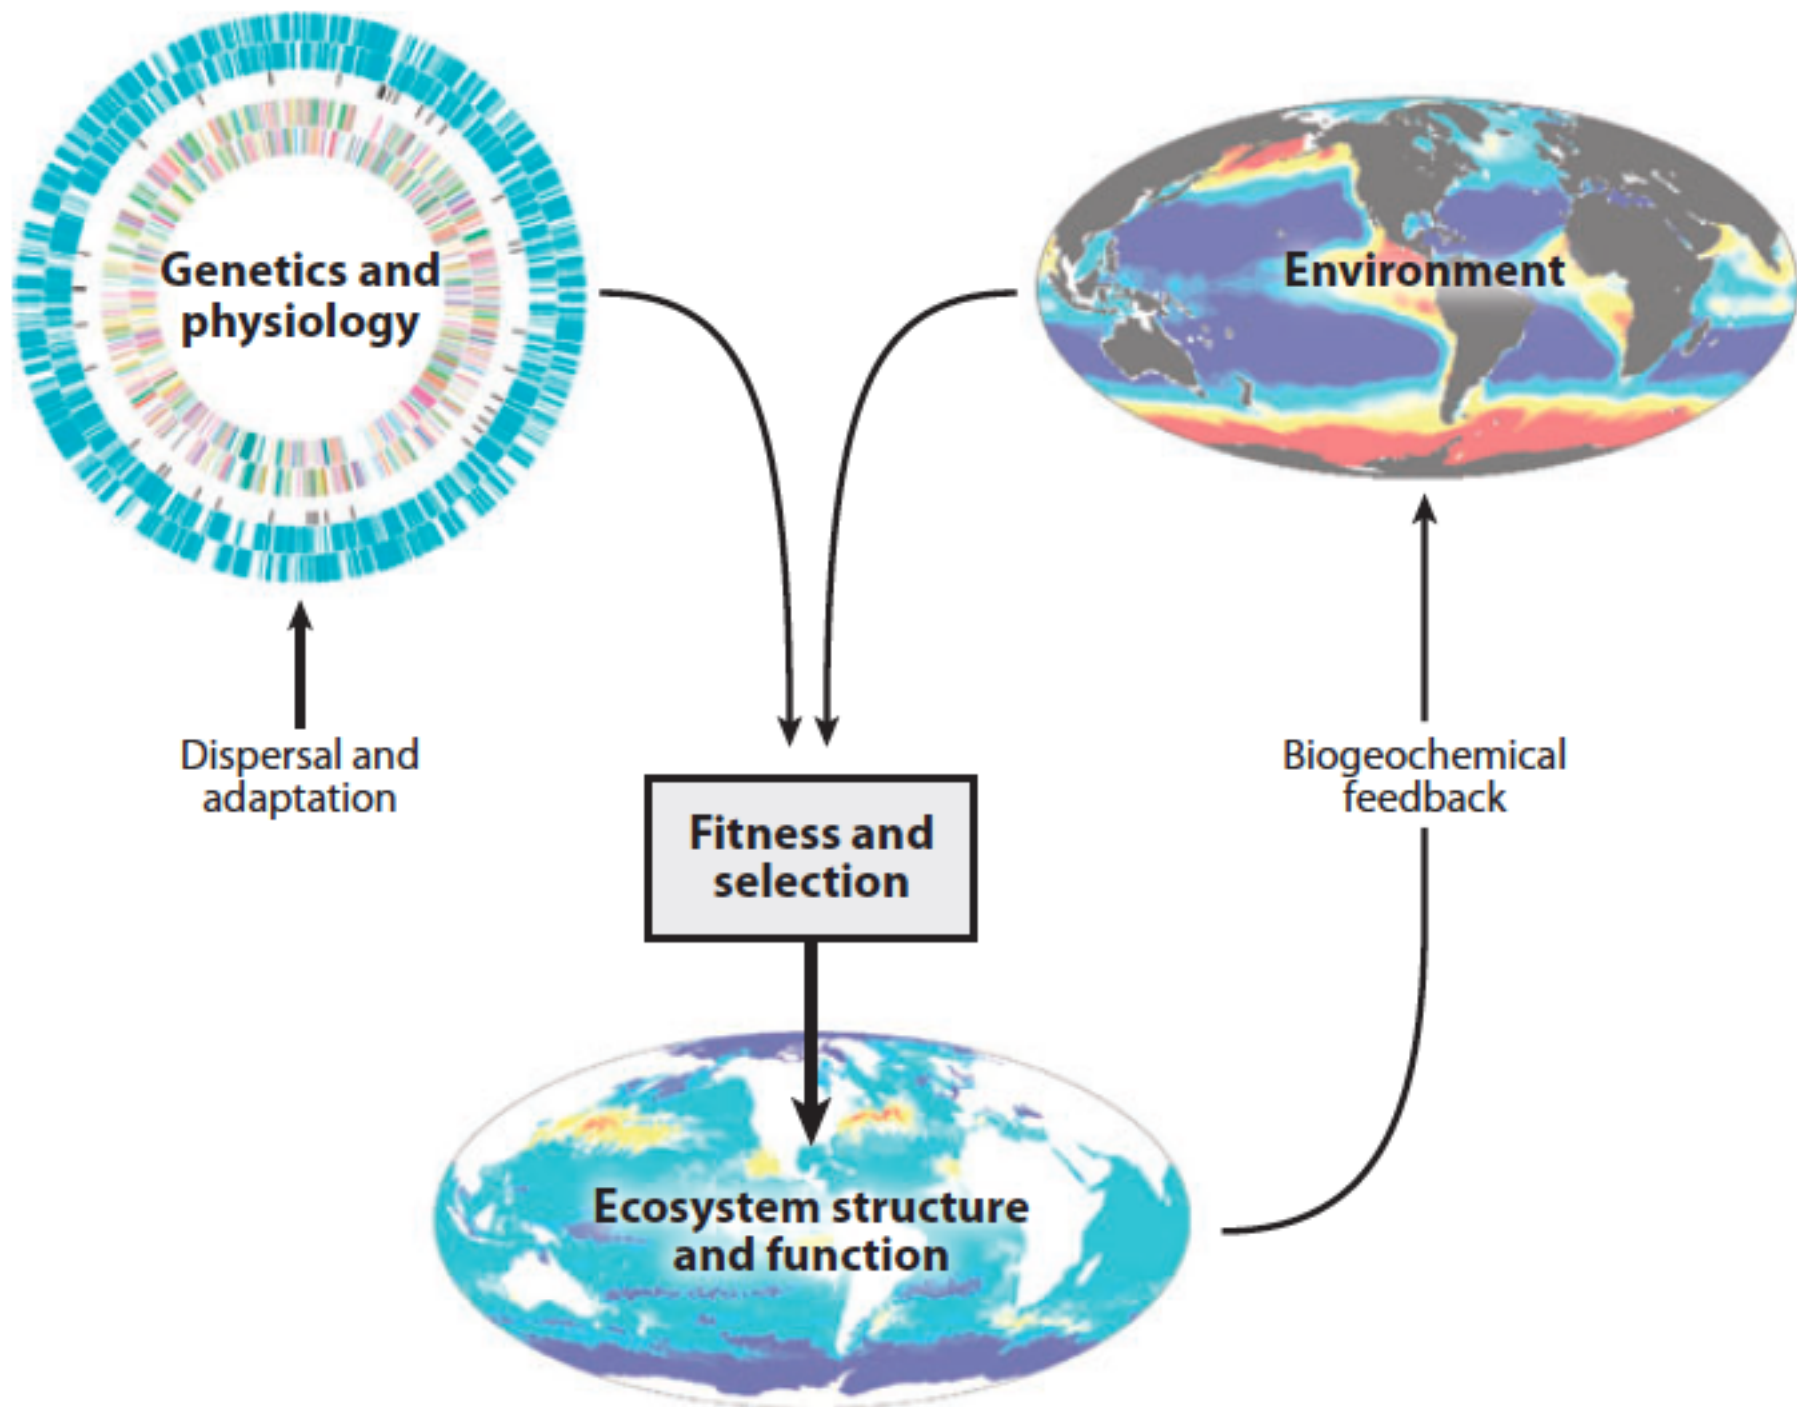 Genetics and
physiology
Environment
Dispersal and
adaptation
Biogeochemical
feedback
Fitness and
selection
Ecosystem structure
and function